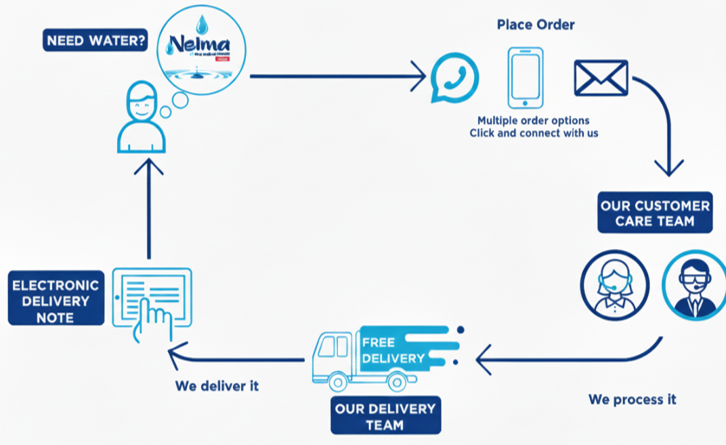 NEED WATER?
Nelma
Place Order
Multiple order options
Click and connect with us
OUR CUSTOMER
CARE TEAM
ELECTRONIC
DELIVERY
NOTE
FREE
DELIVERY
We deliver it
OUR DELIVERY
TEAM
We process it